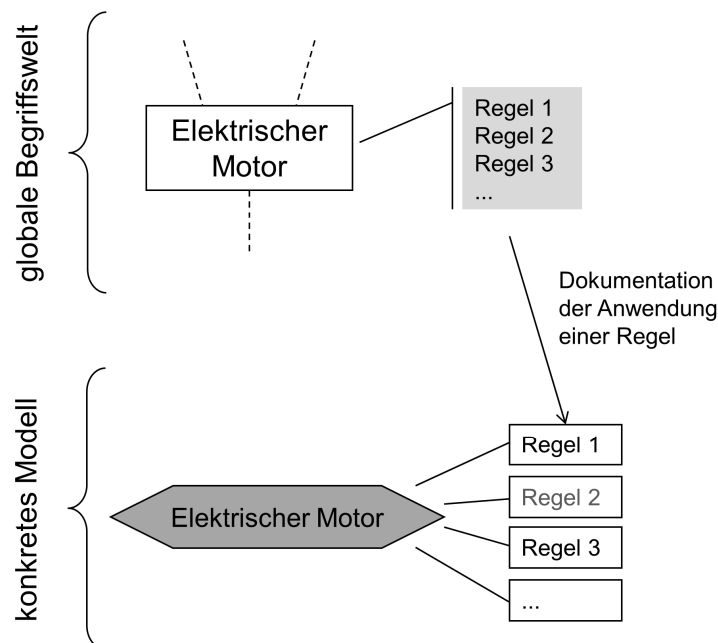 globale Begriffswelt
Elektrischer
Motor
Regel 1
Regel 2
Regel 3
...
Dokumentation
der Anwendung
einer Regel
konkretes Modell
Elektrischer Motor
Regel 1
Regel 2
Regel 3
...